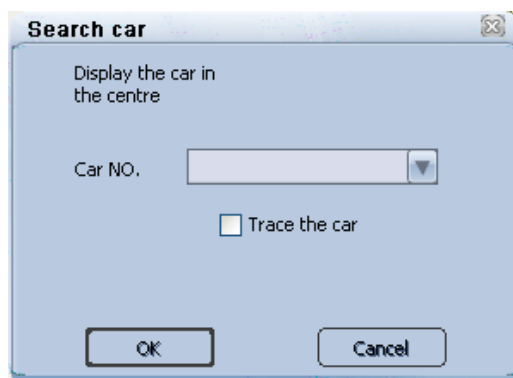 Search car
Display the car in
the centre
Car NO.
Trace the car
OK
Cancel